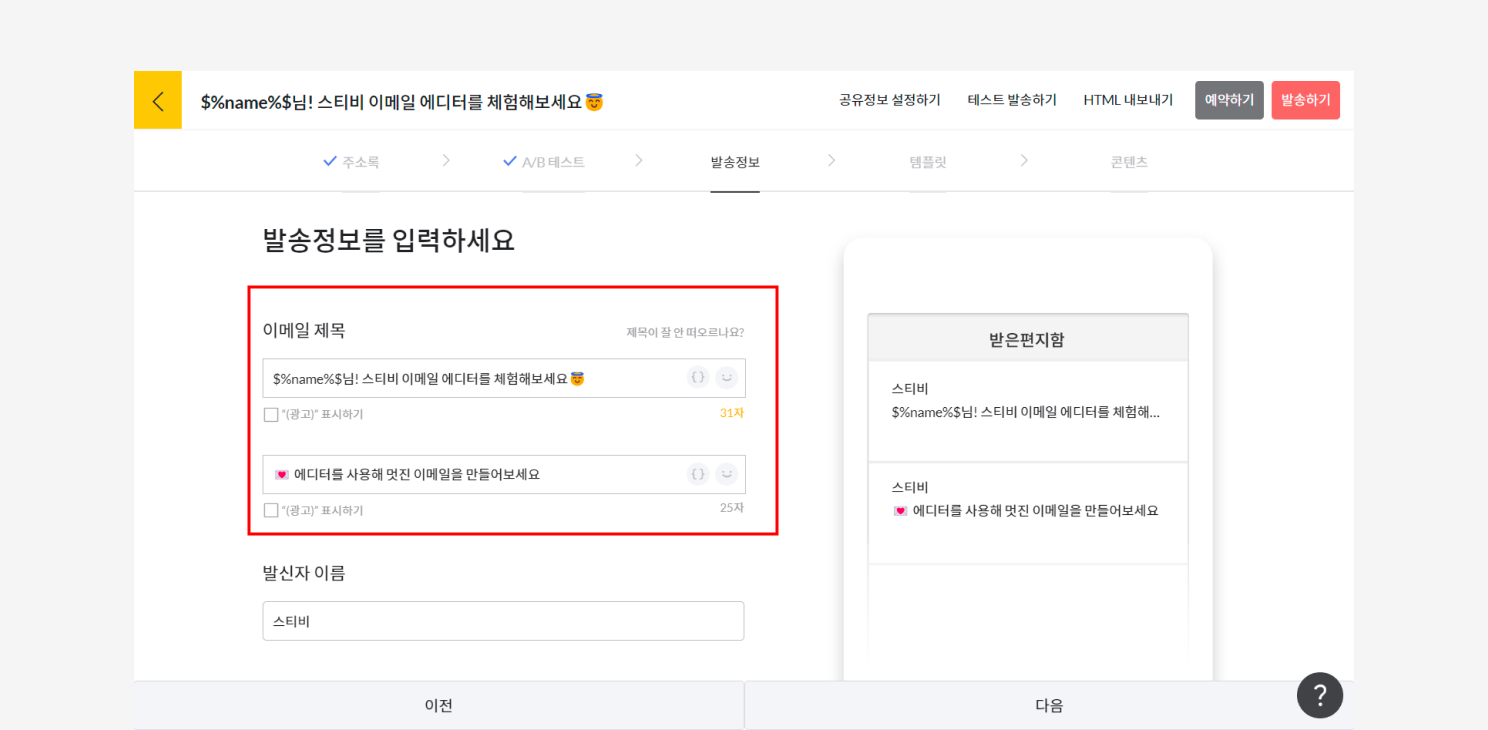 $%name%$님! 스티비 이메일 에디터를 체험해보세요😇
공유정보 설정하기
테스트 발송하기
HTML 내보내기
예약하기
발송하기
주소록
A/B 테스트
발송정보
템플릿
콘텐츠
발송정보를 입력하세요
이메일 제목
제목이 잘 안 떠오르나요?
$%name%$님! 스티비 이메일 에디터를 체험해보세요😇
"(광고)" 표시하기
31자
💌 에디터를 사용해 멋진 이메일을 만들어보세요
"(광고)" 표시하기
25자
발신자 이름
스티비
받은편지함
스티비
$%name%$님! 스티비 이메일 에디터를 체험해...
스티비
💌 에디터를 사용해 멋진 이메일을 만들어보세요
이전
다음
?